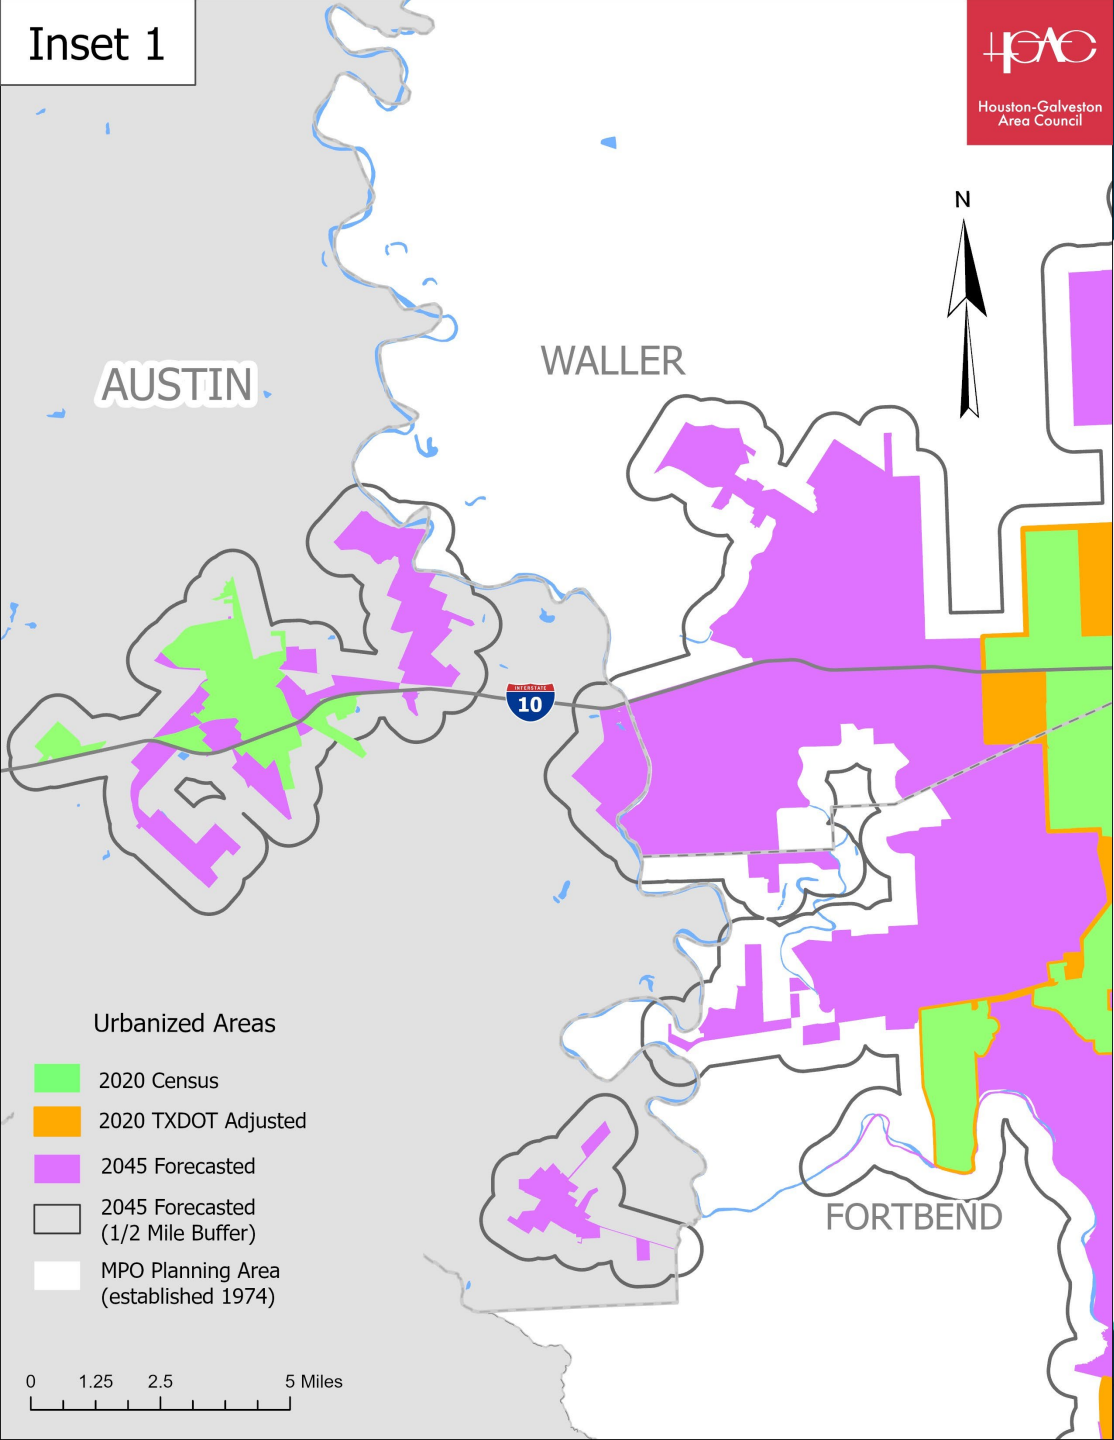 Inset 1
HGAC
Houston-Galveston
Area Council
N
WALLER
AUSTIN
INTERSTATE
10
Urbanized Areas
2020 Census
2020 TXDOT Adjusted
2045 Forecasted
2045 Forecasted
(1/2 Mile Buffer)
MPO Planning Area
(established 1974)
FORTBEND
0 1.25 2.5 5 Miles